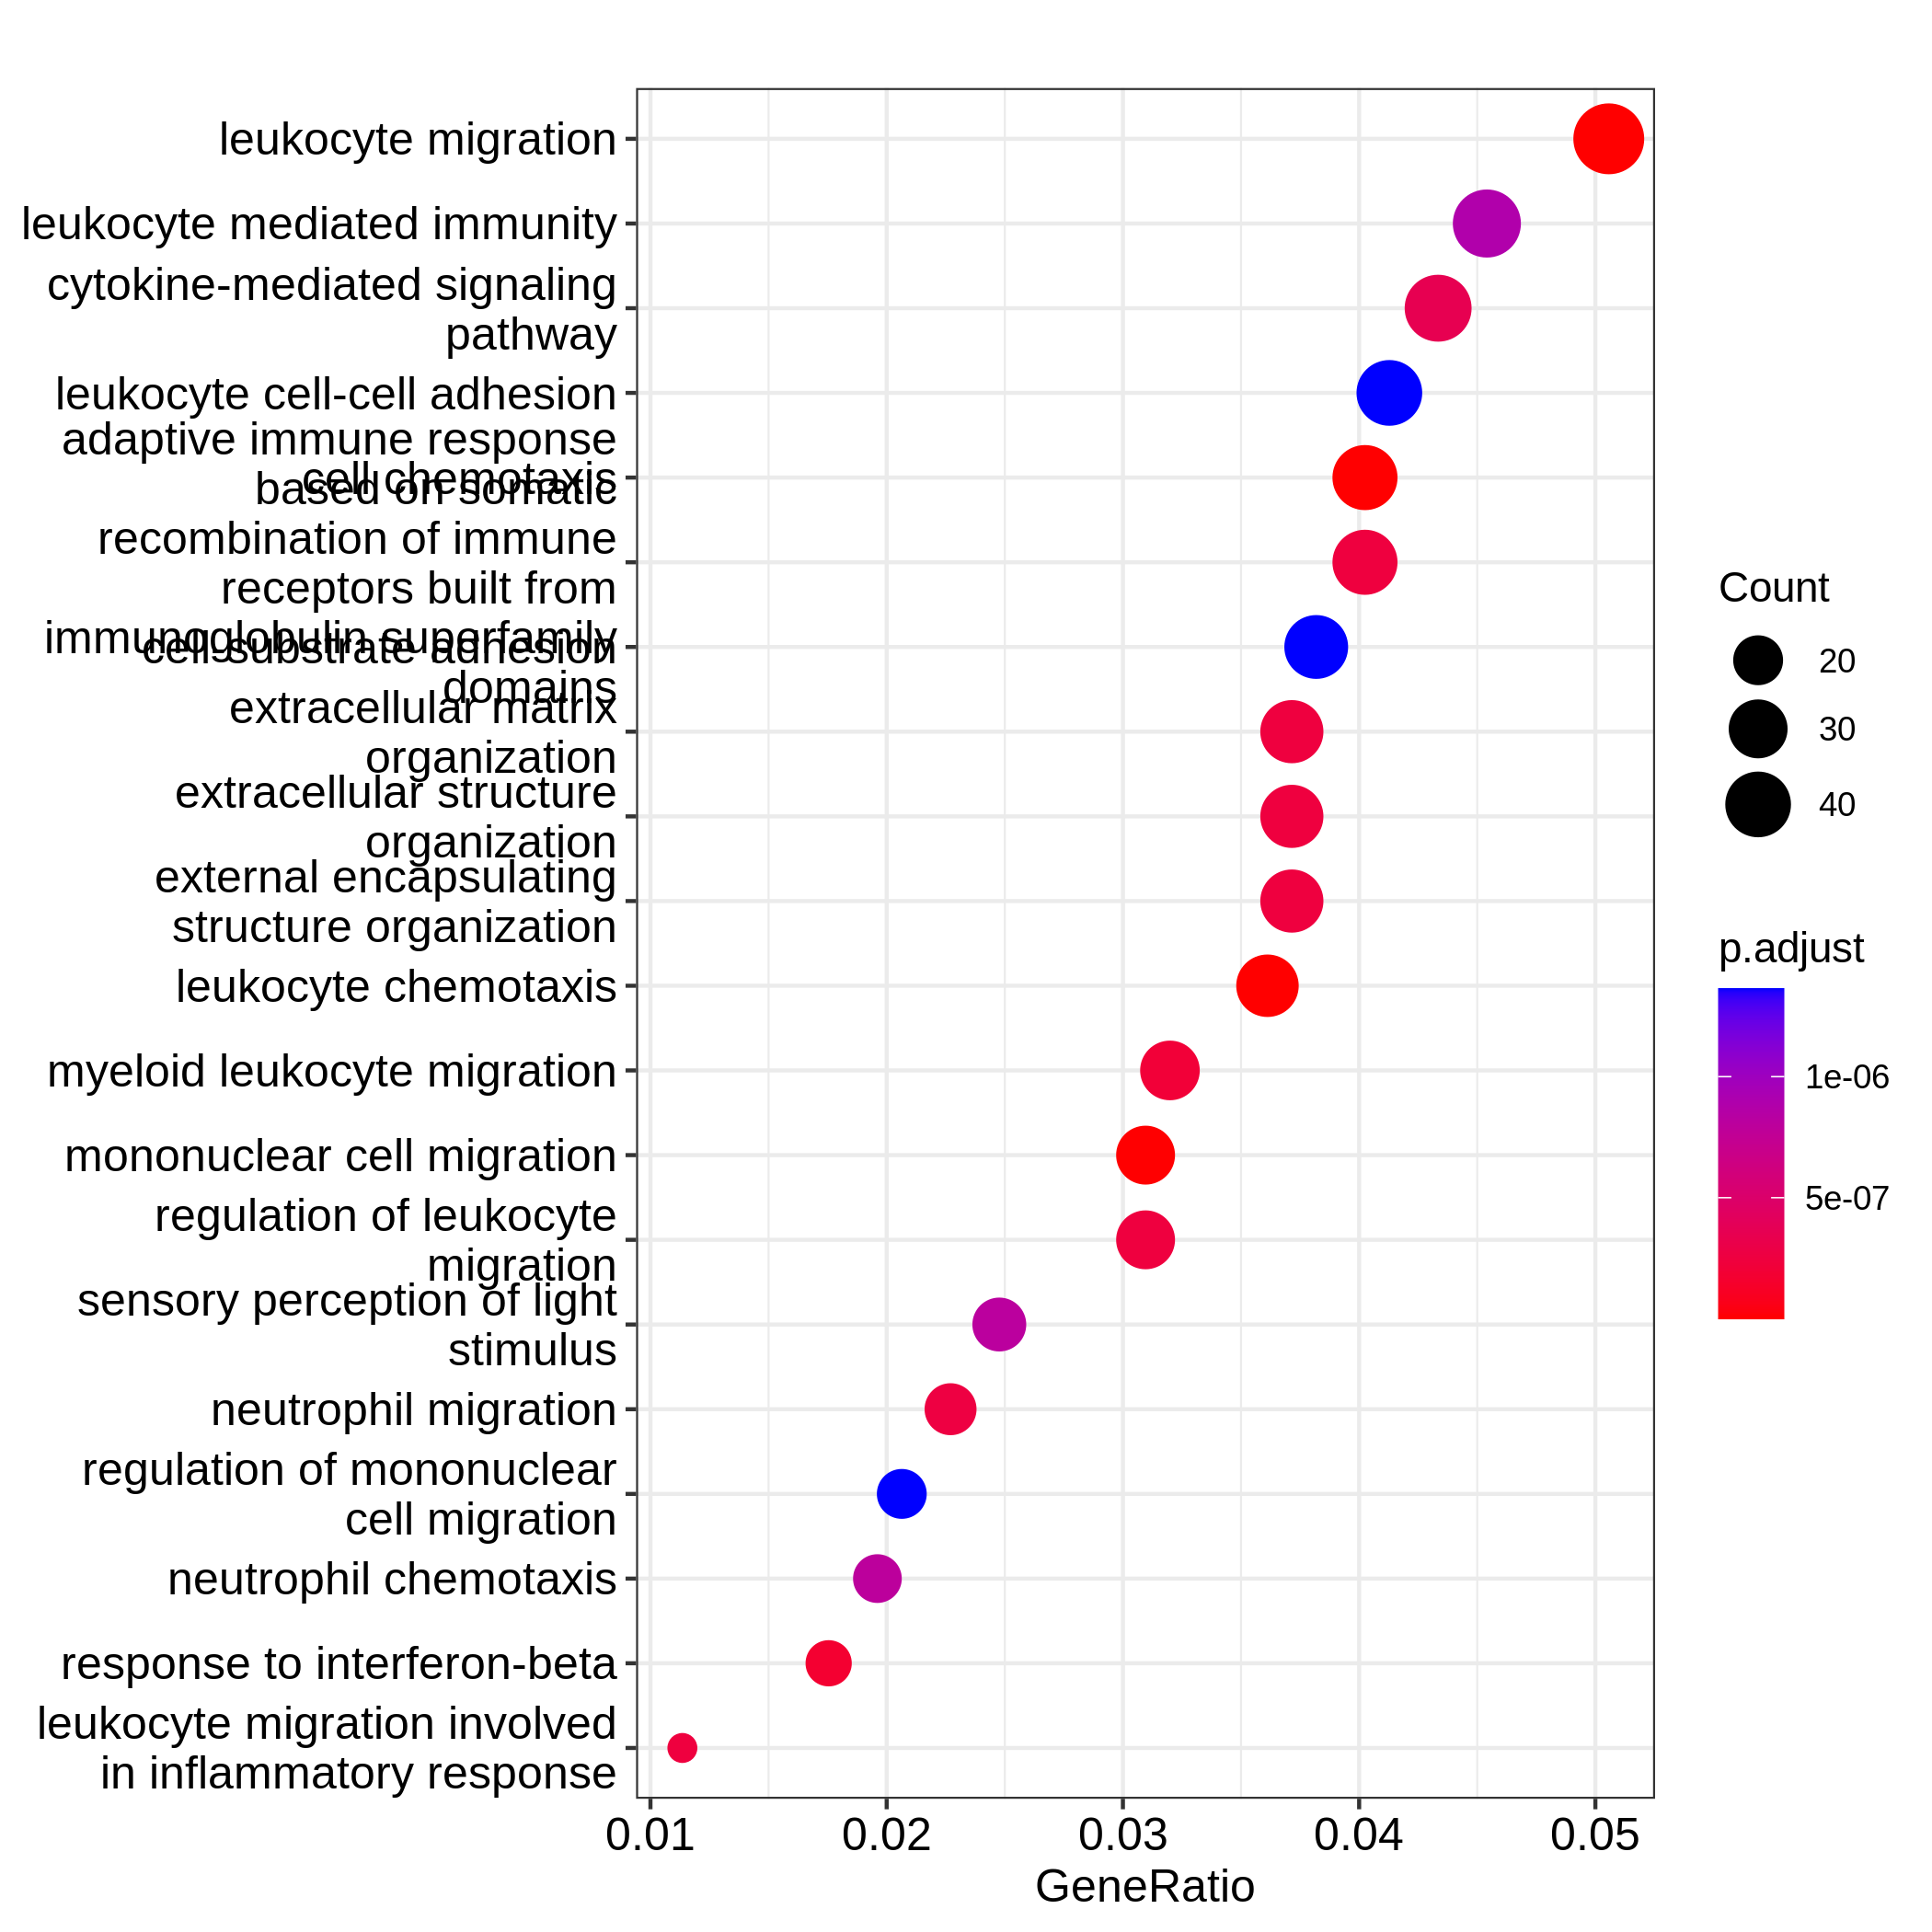 leukocyte migration
leukocyte mediated immunity
cytokine-mediated signaling
pathway
leukocyte cell-cell adhesion
adaptive immune response
cell chemotaxis
based on somatic
recombination of immune
receptors built from
immunoglobulin superfamily
cell-substrate adhesion
domains
extracellular matrix
organization
extracellular structure
organization
external encapsulating
structure organization
leukocyte chemotaxis
myeloid leukocyte migration
mononuclear cell migration
regulation of leukocyte
migration
sensory perception of light
stimulus
neutrophil migration
regulation of mononuclear
cell migration
neutrophil chemotaxis
response to interferon-beta
leukocyte migration involved
in inflammatory response
0.01 0.02 0.03 0.04 0.05
GeneRatio
Count
20
30
40
p.adjust
1e-06
5e-07